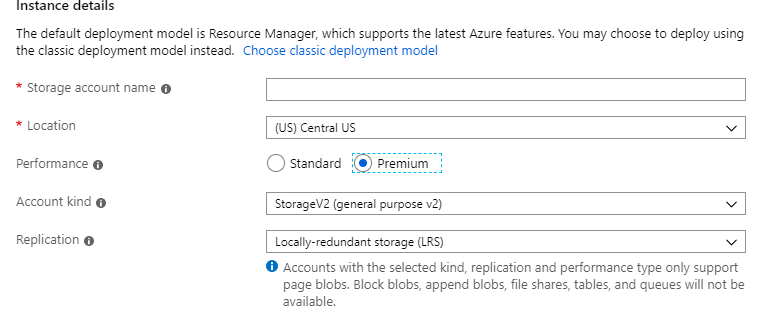 Instance details
The default deployment model is Resource Manager, which supports the latest Azure features. You may choose to deploy using
the classic deployment model instead. Choose classic deployment model
* Storage account name
* Location
(US) Central US
Performance
Standard
Premium
Account kind
StorageV2 (general purpose v2)
Replication
Locally-redundant storage (LRS)
Accounts with the selected kind, replication and performance type only support
page blobs. Block blobs, append blobs, file shares, tables, and queues will not be
available.